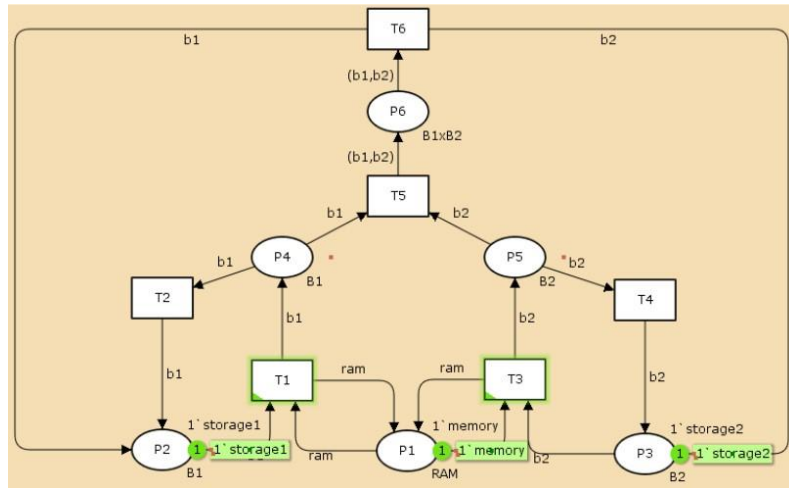 T6
b1
b2
(b1,b2)
P6
B1xB2
(b1,b2)
T5
b1
b2
P4
P5
b1
B1
B2
b2
T2
T4
b1
b2
ram
ram
T1
T3
b1
b2
1`storage1
1`memory
1`storage2
P2
1
1`storage1
P1
1
1`memory
P3
1
1`storage2
B1
ram
RAM
b2
B2